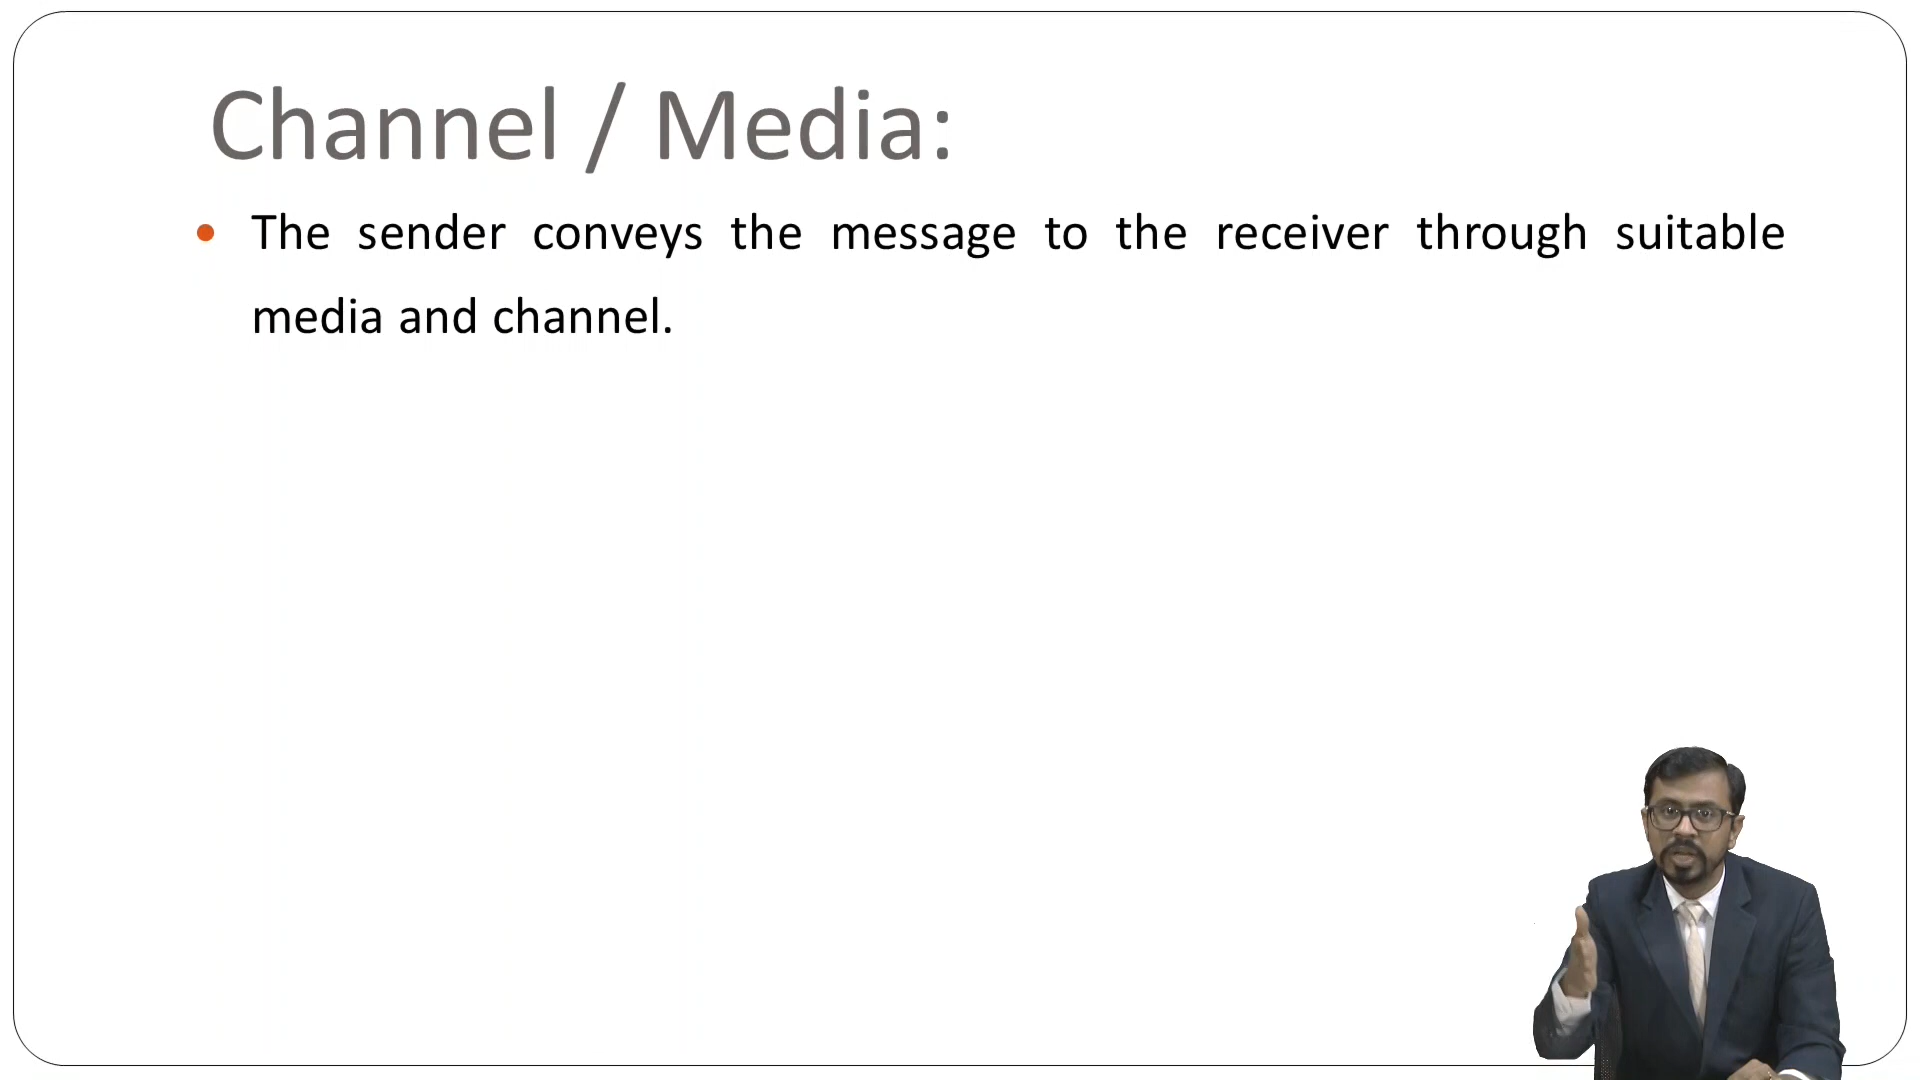 Channel / Media:
• The sender conveys the message to the receiver through suitable
media and channel.